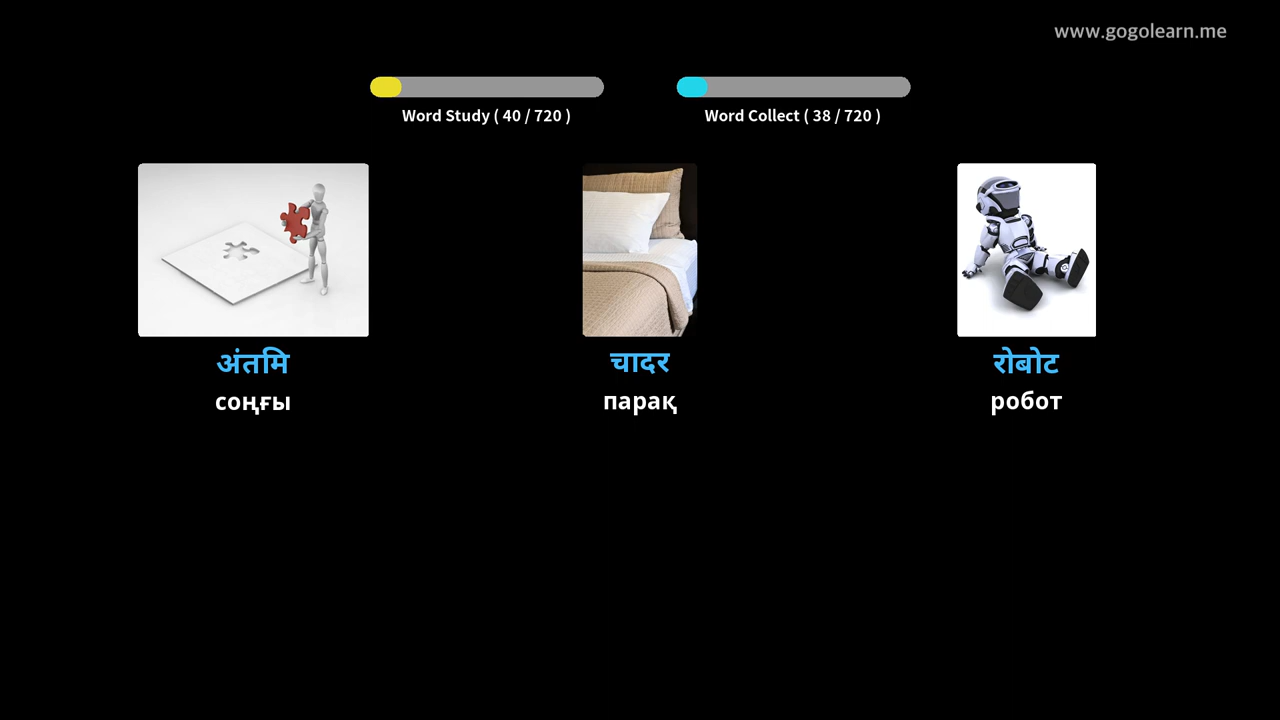 www.gogolearn.me
Word Study ( 40 / 720 )
Word Collect ( 38 / 720 )
अंतमि
соңғы
चादर
парақ
रोबोट
робот